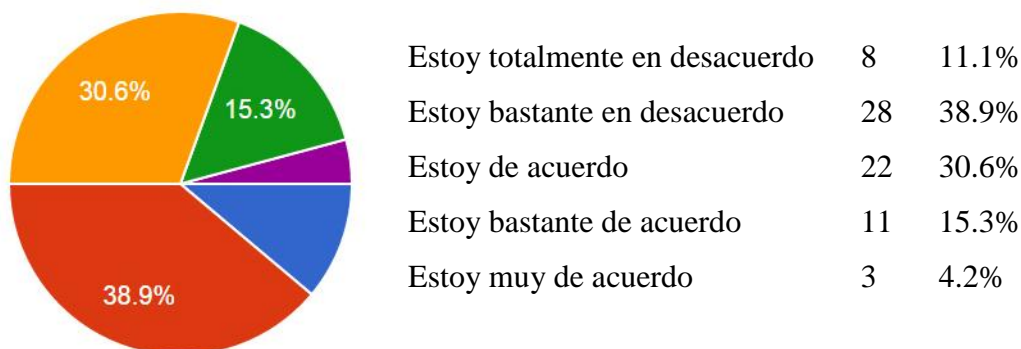 30.6%
15.3%
38.9%
Estoy totalmente en desacuerdo 8 11.1%
Estoy bastante en desacuerdo 28 38.9%
Estoy de acuerdo 22 30.6%
Estoy bastante de acuerdo 11 15.3%
Estoy muy de acuerdo 3 4.2%